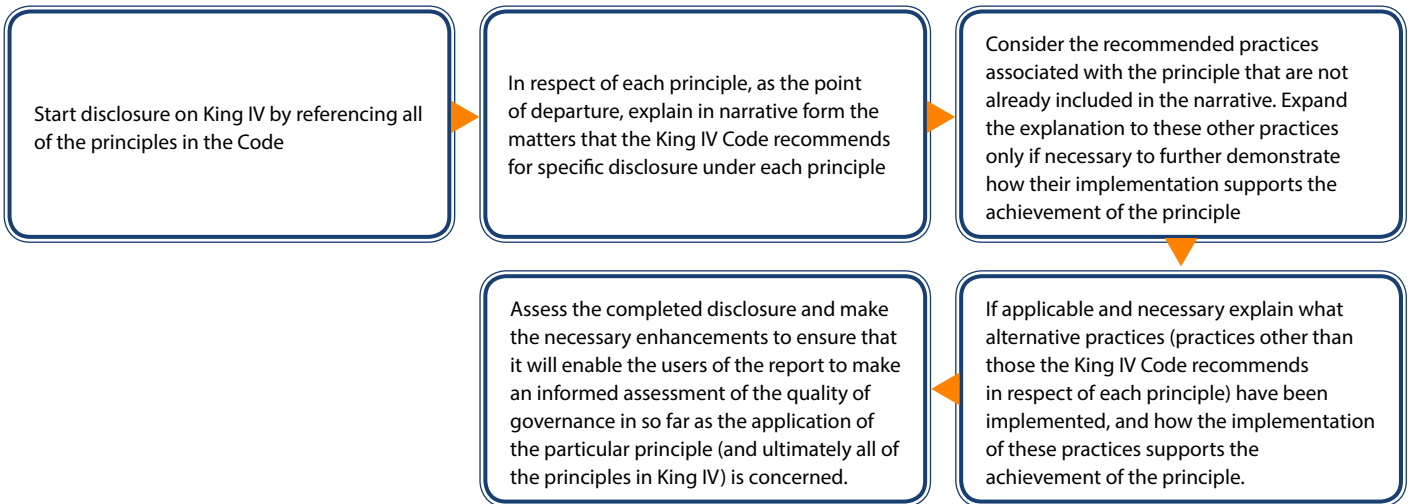 Start disclosure on King IV by referencing all
of the principles in the Code
In respect of each principle, as the point
of departure, explain in narrative form the
matters that the King IV Code recommends
for specific disclosure under each principle
Consider the recommended practices
associated with the principle that are not
already included in the narrative. Expand
the explanation to these other practices
only if necessary to further demonstrate
how their implementation supports the
achievement of the principle
If applicable and necessary explain what
alternative practices (practices other than
those the King IV Code recommends
in respect of each principle) have been
implemented, and how the implementation
of these practices supports the
achievement of the principle.
Assess the completed disclosure and make
the necessary enhancements to ensure that
it will enable the users of the report to make
an informed assessment of the quality of
governance in so far as the application of
the particular principle (and ultimately all of
the principles in King IV) is concerned.